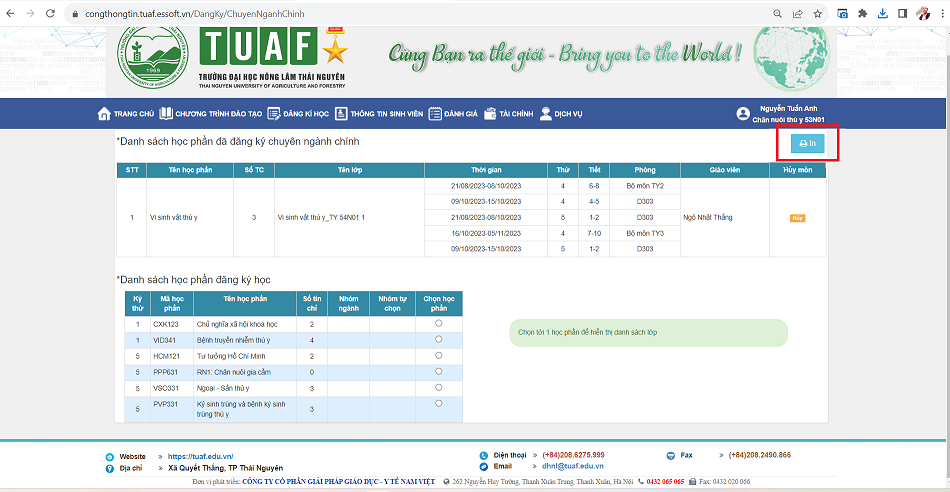 congthongtin.tuaf.essoft.vn/DangKy/ChuyenNganhChinh
1969
TUAF
TRƯỜNG ĐẠI HỌC NÔNG LÂM THÁI NGUYÊN
THAI NGUYEN UNIVERSITY OF AGRICULTURE AND FORESTRY
Cùng Bạn ra thế giới - Bring you to the World !
TRANG CHỦ CHƯƠNG TRÌNH ĐÀO TẠO ĐĂNG KÍ HỌC THÔNG TIN SINH VIÊN ĐÁNH GIÁ TÀI CHÍNH DỊCH VỤ
Nguyễn Tuấn Anh
Chăn nuôi thú y 53N01
*Danh sách học phần đã đăng ký chuyên ngành chính
In
STT Tên học phần Số TC Tên lớp Thời gian Thứ Tiết Phòng Giáo viên Hủy môn
21/08/2023-08/10/2023 4 6-8 Bộ môn TY2
09/10/2023-15/10/2023 4 4-5 D303
1 Vi sinh vật thú y 3 Vi sinh vật thú y_TY 54N01 1 21/08/2023-08/10/2023 5 1-2 D303 Ngô Nhật Thắng Hủy
16/10/2023-05/11/2023 4 7-10 Bộ môn TY3
09/10/2023-15/10/2023 5 1-2 D303
*Danh sách học phần đăng ký học
Kỳ thứ Mã học phần Tên học phần Số tín chỉ Nhóm ngành Nhóm tự chọn Chọn học phần
1 CXK123 Chủ nghĩa xã hội khoa học 2
1 VID341 Bệnh truyền nhiễm thú y 4
5 HCM121 Tư tưởng Hồ Chí Minh 2
5 PPP631 RN1: Chăn nuôi gia cầm 0
5 VSO331 Ngoại - Sản thú y 3
5 PVP331 Ký sinh trùng và bệnh ký sinh trùng thú y 3
Chọn tới 1 học phần để hiển thị danh sách lớp
Website » https://tuaf.edu.vn/
Địa chỉ » Xã Quyết Thắng, TP Thái Nguyên
Điện thoại » (+84)208.6275.999
Email » dhnl@tuaf.edu.vn
Fax » (+84)208.2490.866
Đơn vị phát triển: CÔNG TY CỔ PHẦN GIẢI PHÁP GIÁO DỤC - Y TẾ NAM VIỆT 262 Nguyễn Huy Tưởng, Thanh Xuân Trung, Thanh Xuân, Hà Nội 0432 065 065 Fax: 0432 020 066